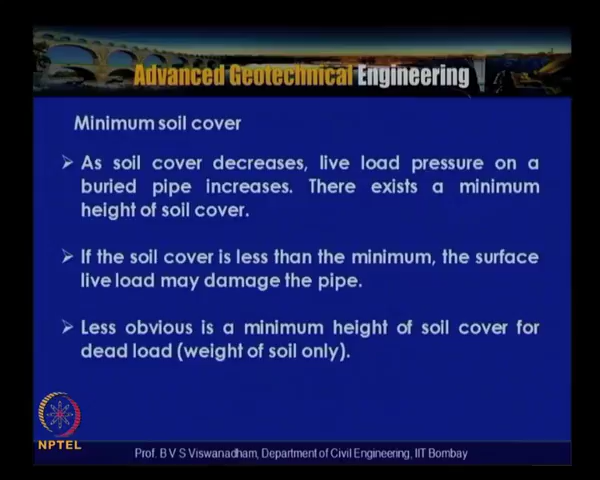 Advanced Geotechnical Engineering
Minimum soil cover
As soil cover decreases, live load pressure on a
buried pipe increases. There exists a minimum
height of soil cover.
If the soil cover is less than the minimum, the surface
live load may damage the pipe.
Less obvious is a minimum height of soil cover for
dead load (weight of soil only).
NPTEL
Prof. B V S Viswanadham, Department of Civil Engineering, IIT Bombay